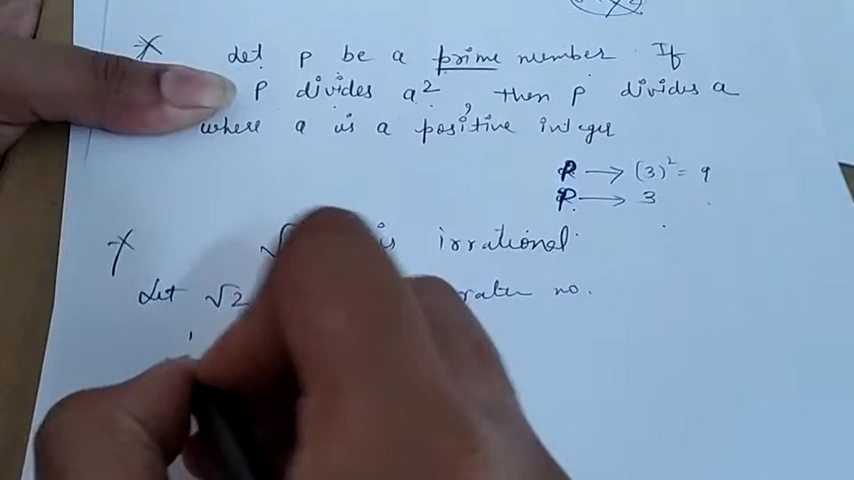 * Let p be a prime number. If
p divides a², then p divides a
where a is a positive integer
P → (3)² = 9
P → 3
* √ is irrational.
Let √2 no.